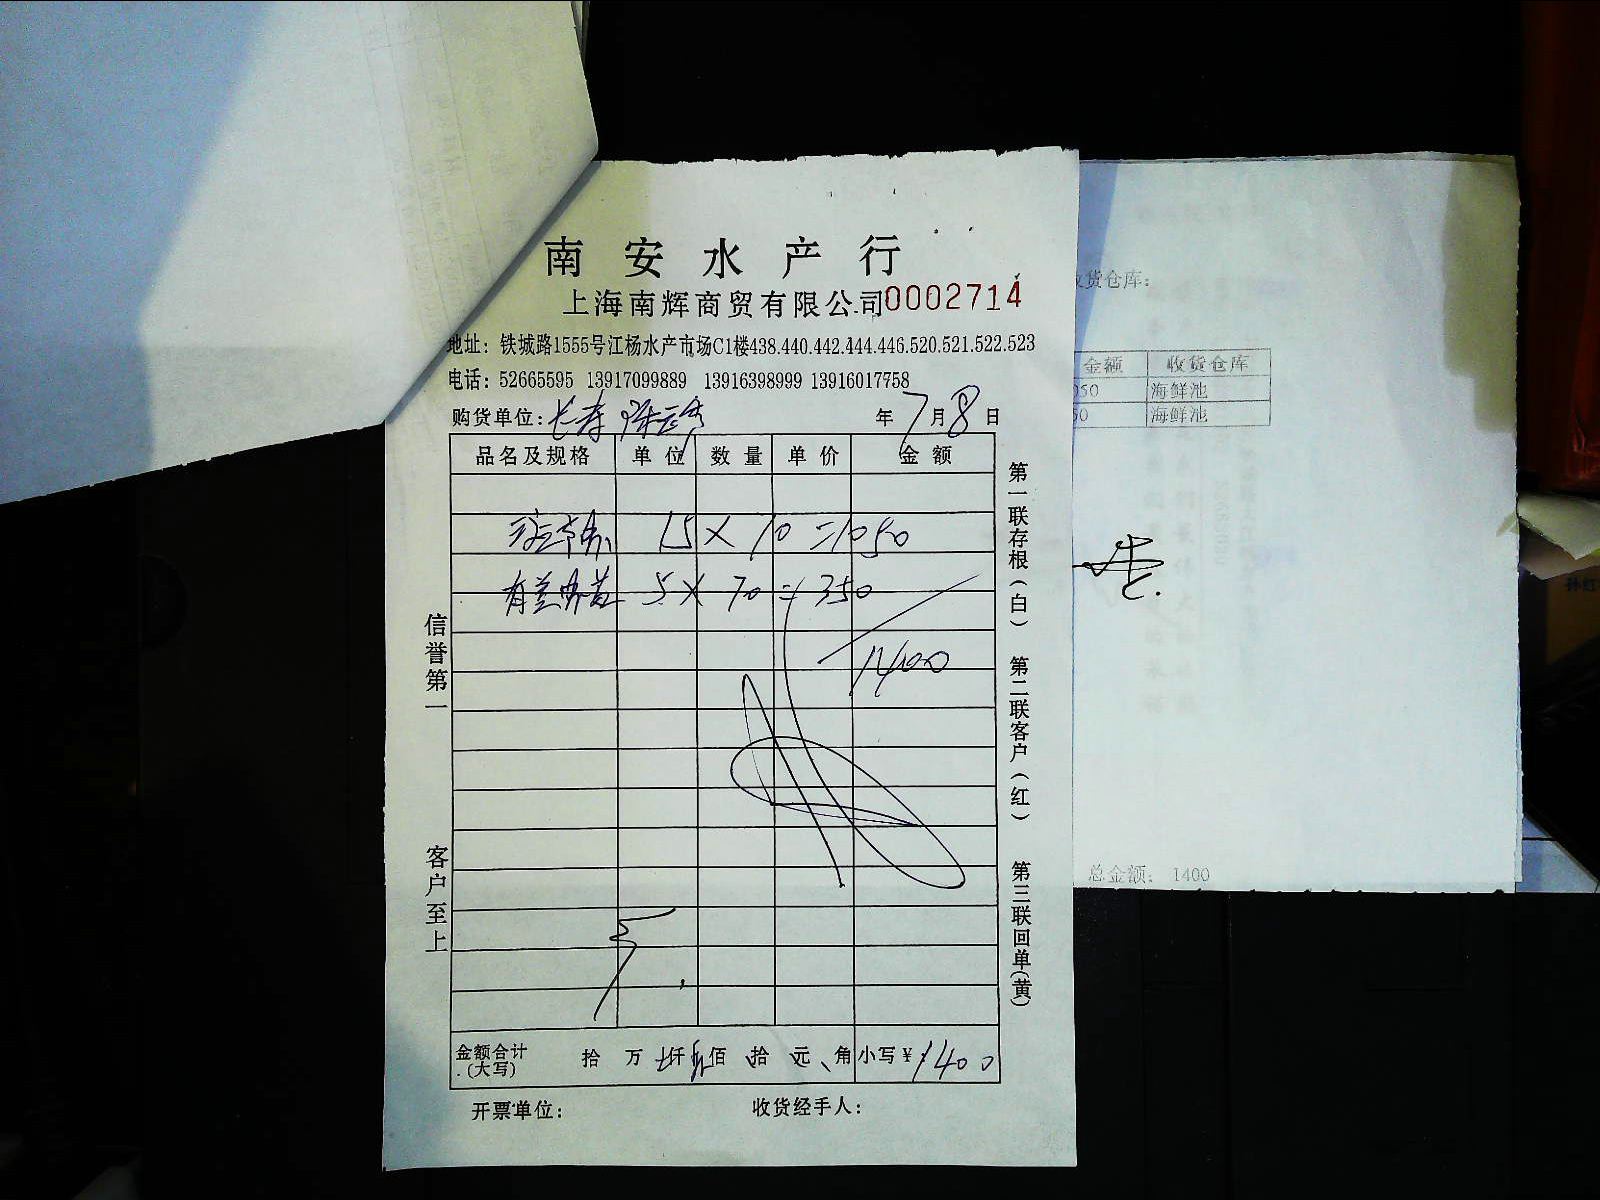 南安水产行
上海南辉商贸有限公司0002714
地址：铁城路1555号江杨水产市场C1楼438.440.442.444.446.520.521.522.523
电话：52665595 13917099889 13916398999 13916017758
购货单位：长寿 年7月8日
品名及规格 单位 数量 单价 金额
15×10=1050
5×70=350
1400
金额合计(大写) 拾 万 仟 佰 拾 元 角 小写¥1400
开票单位： 收货经手人：
信誉第一
客户至上
第一联存根(白)
第二联客户(红)
第三联回单(黄)
收货仓库：
金额 收货仓库
050 海鲜池
50 海鲜池
总金额： 1400